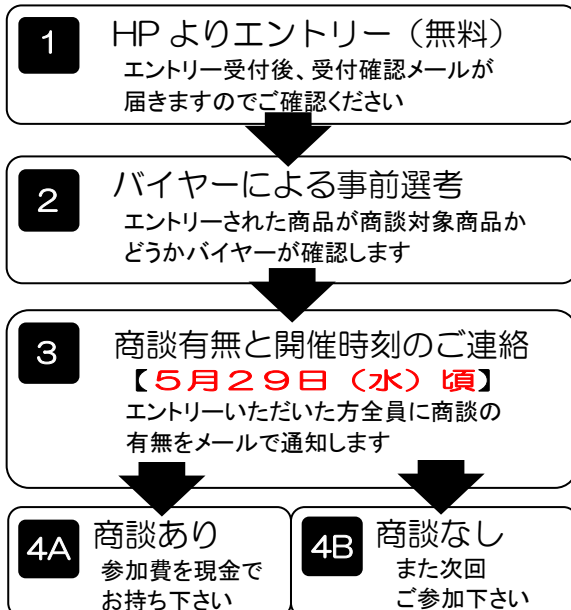 1 HPよりエントリー（無料）
エントリー受付後、受付確認メールが
届きますのでご確認ください
2 バイヤーによる事前選考
エントリーされた商品が商談対象商品か
どうかバイヤーが確認します
3 商談有無と開催時刻のご連絡
【５月２９日（水）頃】
エントリーいただいた方全員に商談の
有無をメールで通知します
4A 商談あり
参加費を現金で
お持ち下さい
4B 商談なし
また次回
ご参加下さい